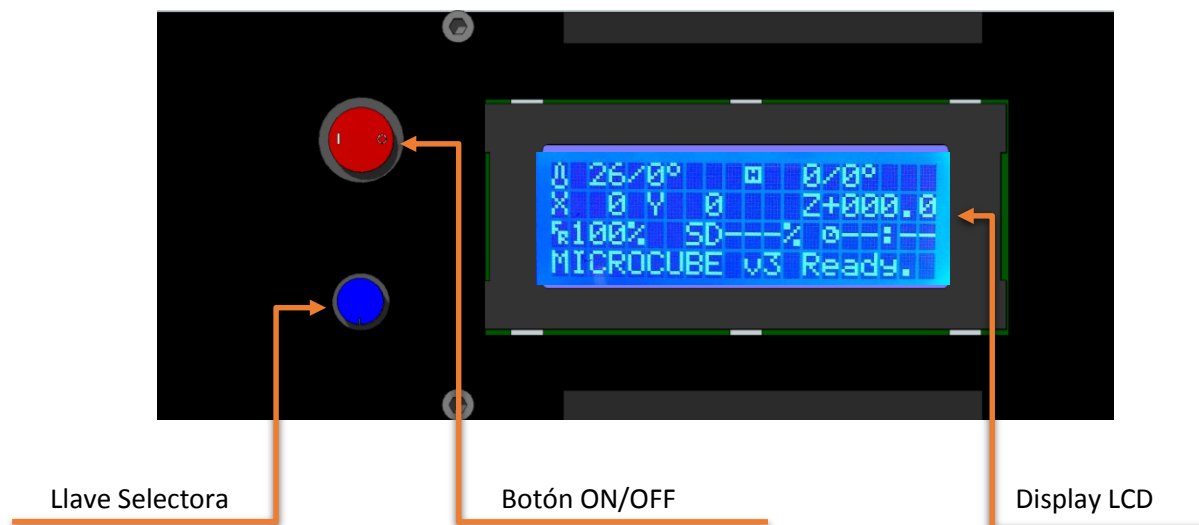 26/0° 0/0°
X 0 Y 0 Z+000.0
FR100% SD---% --:--
MICROCUBE v3 Ready.
Llave Selectora
Botón ON/OFF
Display LCD